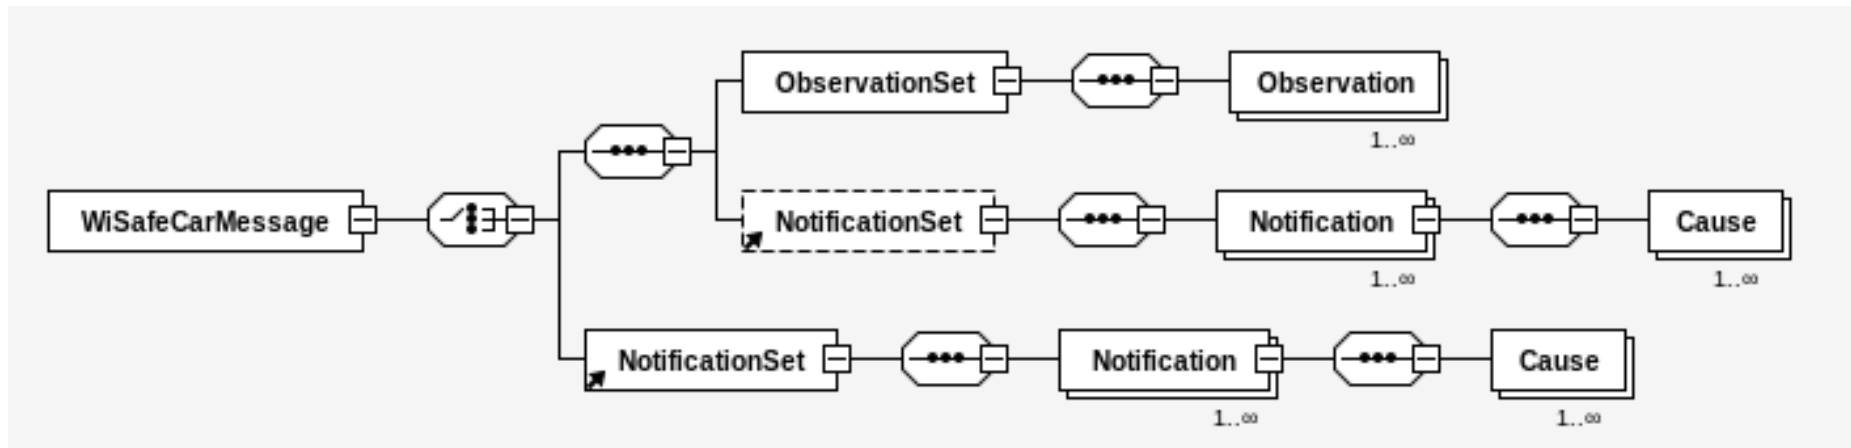 ObservationSet
Observation
1..∞
WiSafeCarMessage
NotificationSet
Notification
Cause
1..∞
1..∞
NotificationSet
Notification
Cause
1..∞
1..∞